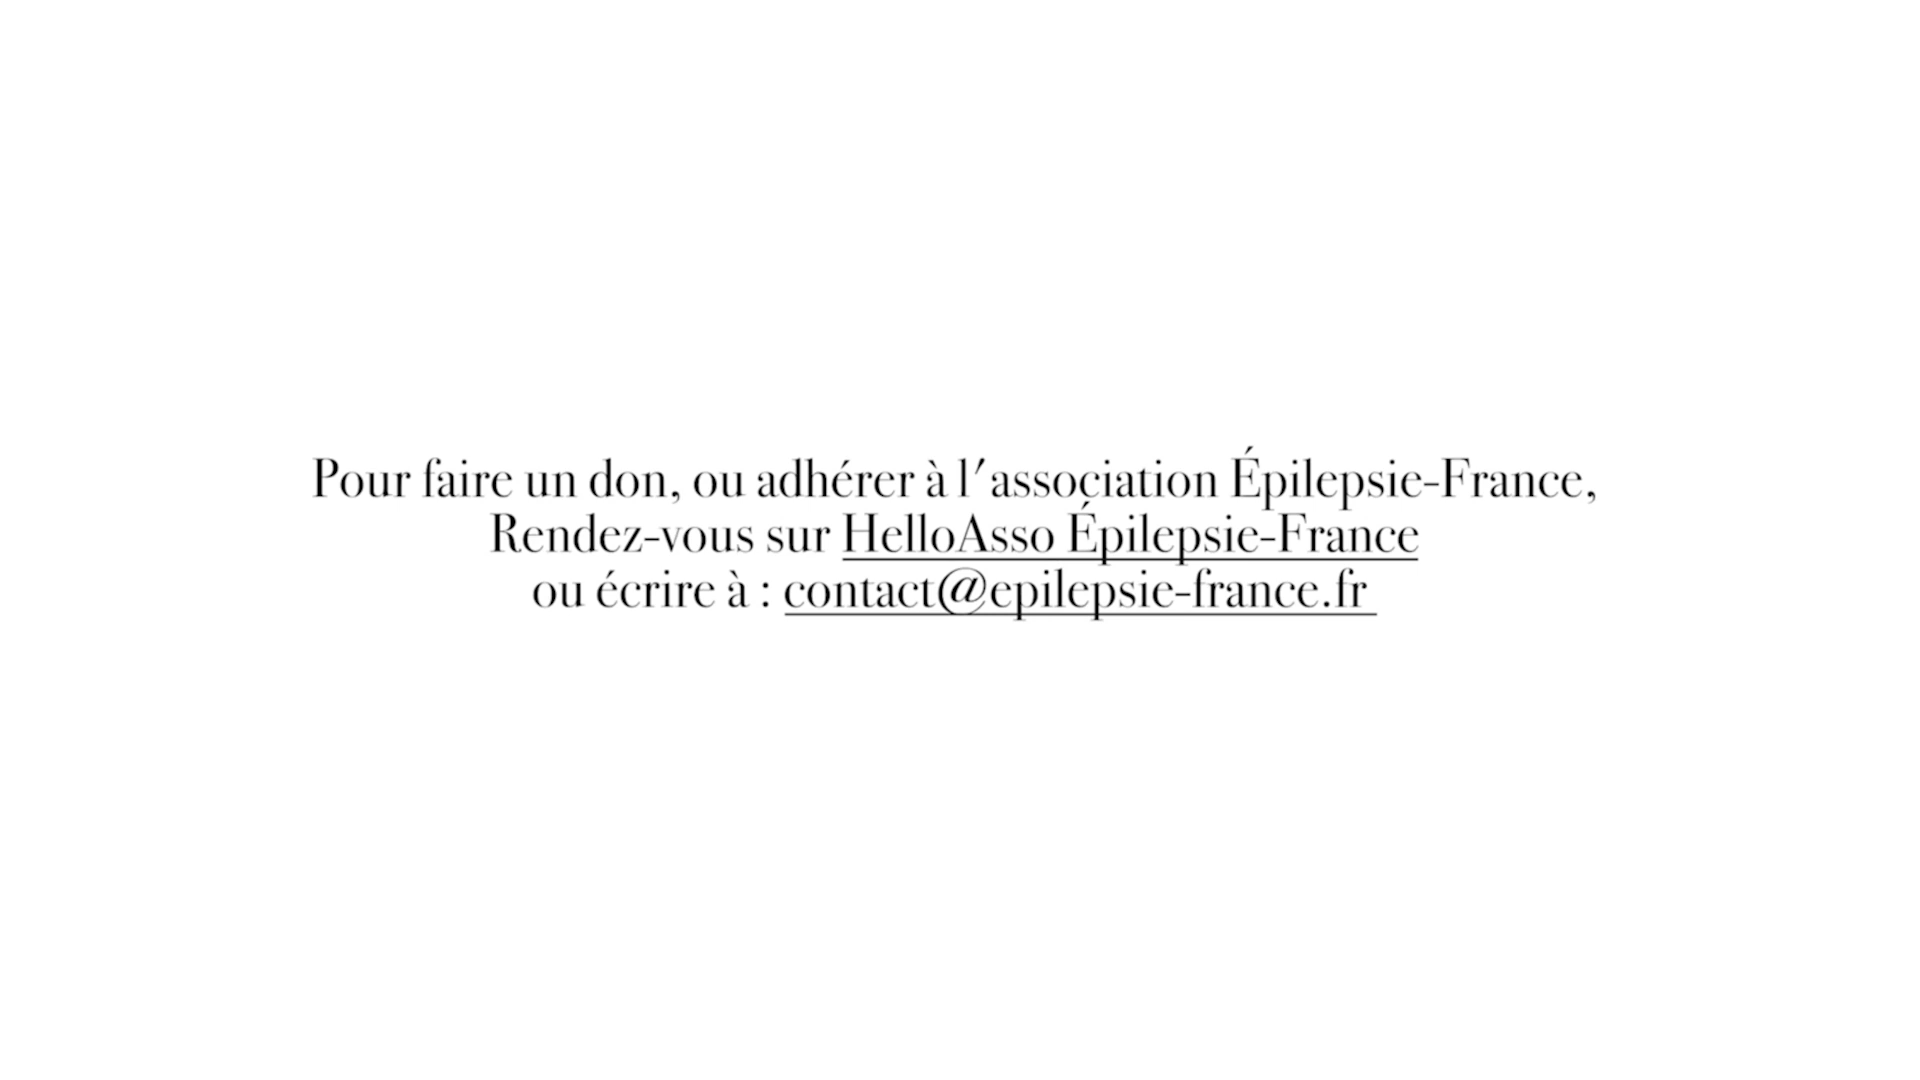 Pour faire un don, ou adhérer à l'association Épilepsie-France,
Rendez-vous sur HelloAsso Épilepsie-France
ou écrire à : contact@epilepsie-france.fr